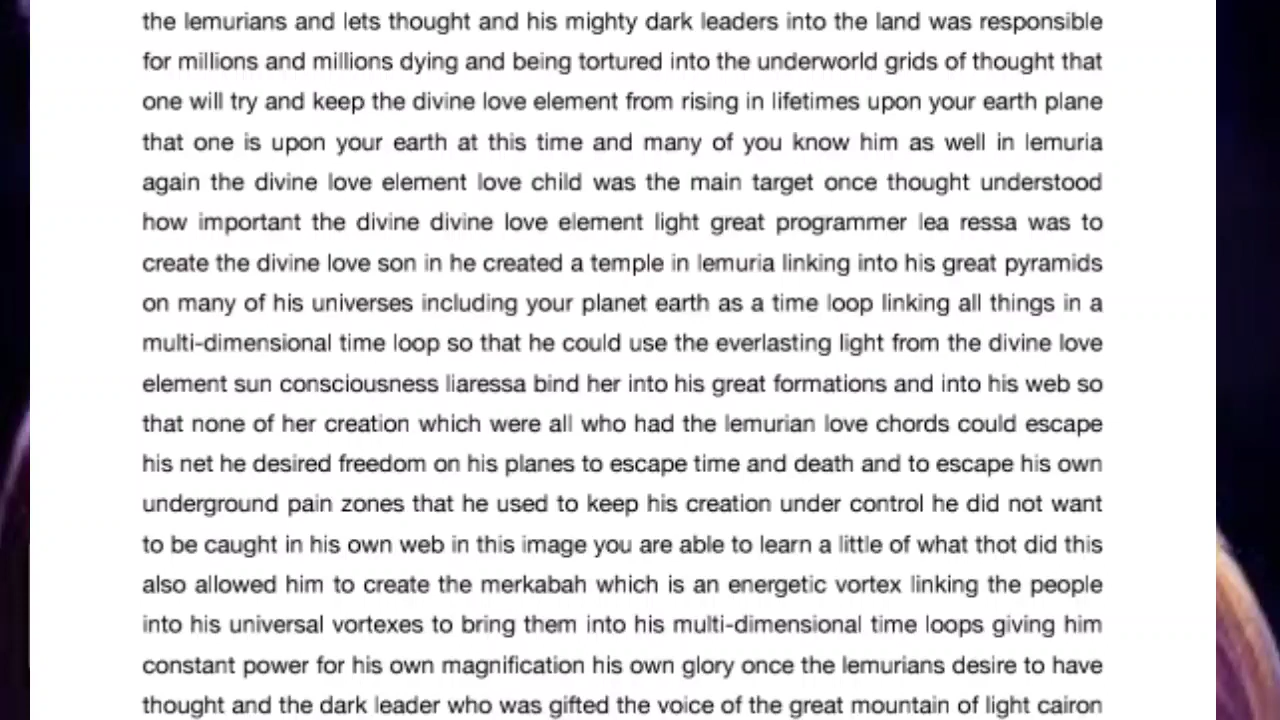 the lemurians and lets thought and his mighty dark leaders into the land was responsible
for millions and millions dying and being tortured into the underworld grids of thought that
one will try and keep the divine love element from rising in lifetimes upon your earth plane
that one is upon your earth at this time and many of you know him as well in lemuria
again the divine love element love child was the main target once thought understood
how important the divine divine love element light great programmer lea ressa was to
create the divine love son in he created a temple in lemuria linking into his great pyramids
on many of his universes including your planet earth as a time loop linking all things in a
multi-dimensional time loop so that he could use the everlasting light from the divine love
element sun consciousness liaressa bind her into his great formations and into his web so
that none of her creation which were all who had the lemurian love chords could escape
his net he desired freedom on his planes to escape time and death and to escape his own
underground pain zones that he used to keep his creation under control he did not want
to be caught in his own web in this image you are able to learn a little of what thot did this
also allowed him to create the merkabah which is an energetic vortex linking the people
into his universal vortexes to bring them into his multi-dimensional time loops giving him
constant power for his own magnification his own glory once the lemurians desire to have
thought and the dark leader who was gifted the voice of the great mountain of light cairon